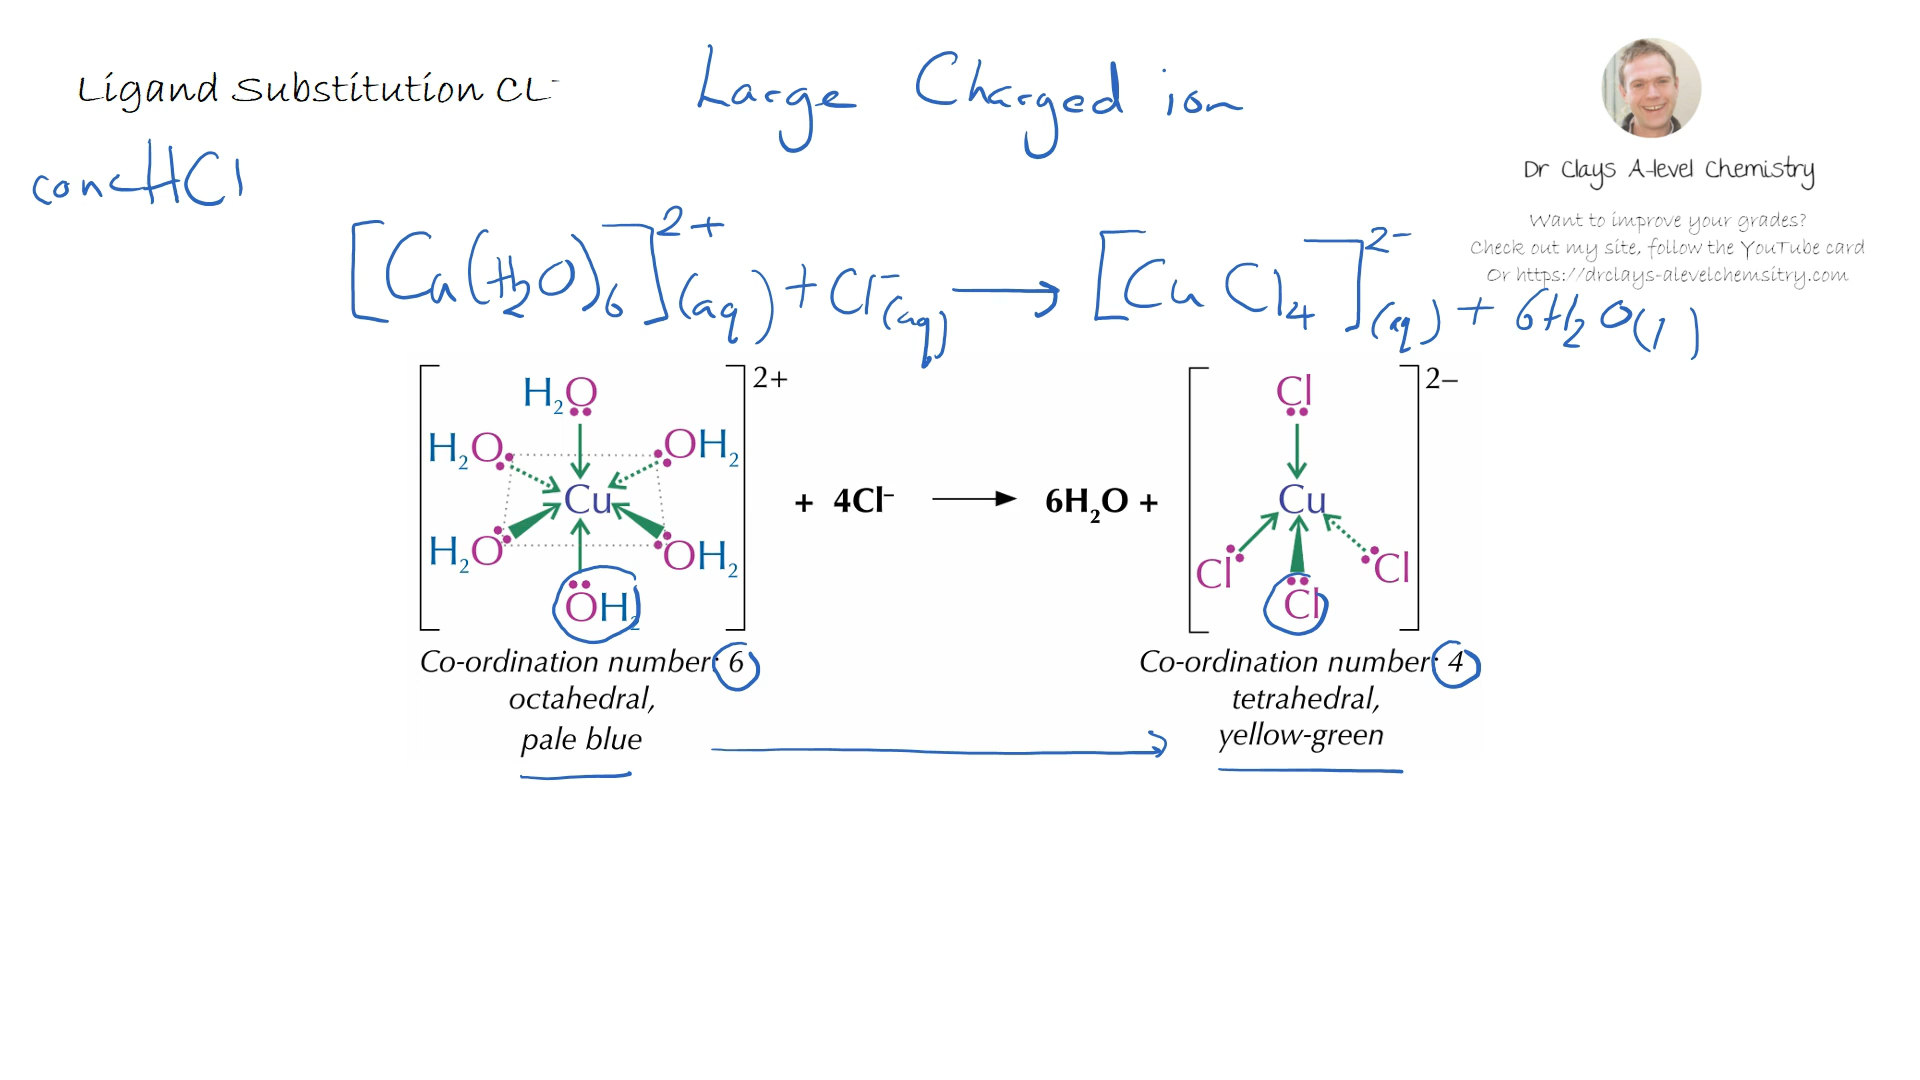 Ligand Substitution CL⁻
Large Charged ion
conc HCl
Dr Clays A-level Chemistry
Want to improve your grades?
Check out my site, follow the YouTube card
Or https://drclays-alevelchemsitry.com
[Cu(H₂O)₆]²⁺(aq) + Cl⁻(aq) ⟶ [CuCl₄]²⁻(aq) + 6H₂O(l)
[ ]2+
H₂O
H₂O OH₂
Cu
H₂O OH₂
OH₂
+ 4Cl⁻ ⟶ 6H₂O +
[ ]2−
Cl
Cu
Cl Cl
Cl
Co-ordination number: 6
octahedral,
pale blue
Co-ordination number: 4
tetrahedral,
yellow-green